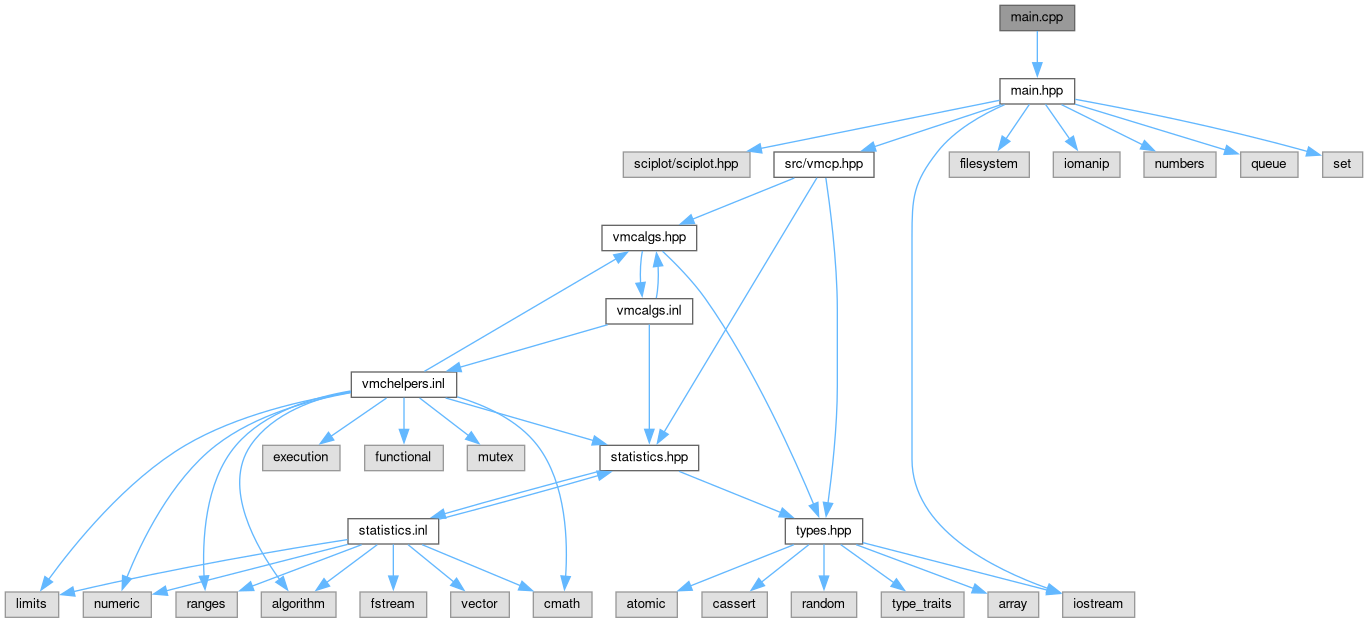 main.cpp
main.hpp
sciplot/sciplot.hpp
src/vmcp.hpp
filesystem
iomanip
numbers
queue
set
vmcalgs.hpp
vmcalgs.inl
vmchelpers.inl
execution
functional
mutex
statistics.hpp
statistics.inl
types.hpp
limits
numeric
ranges
algorithm
fstream
vector
cmath
atomic
cassert
random
type_traits
array
iostream